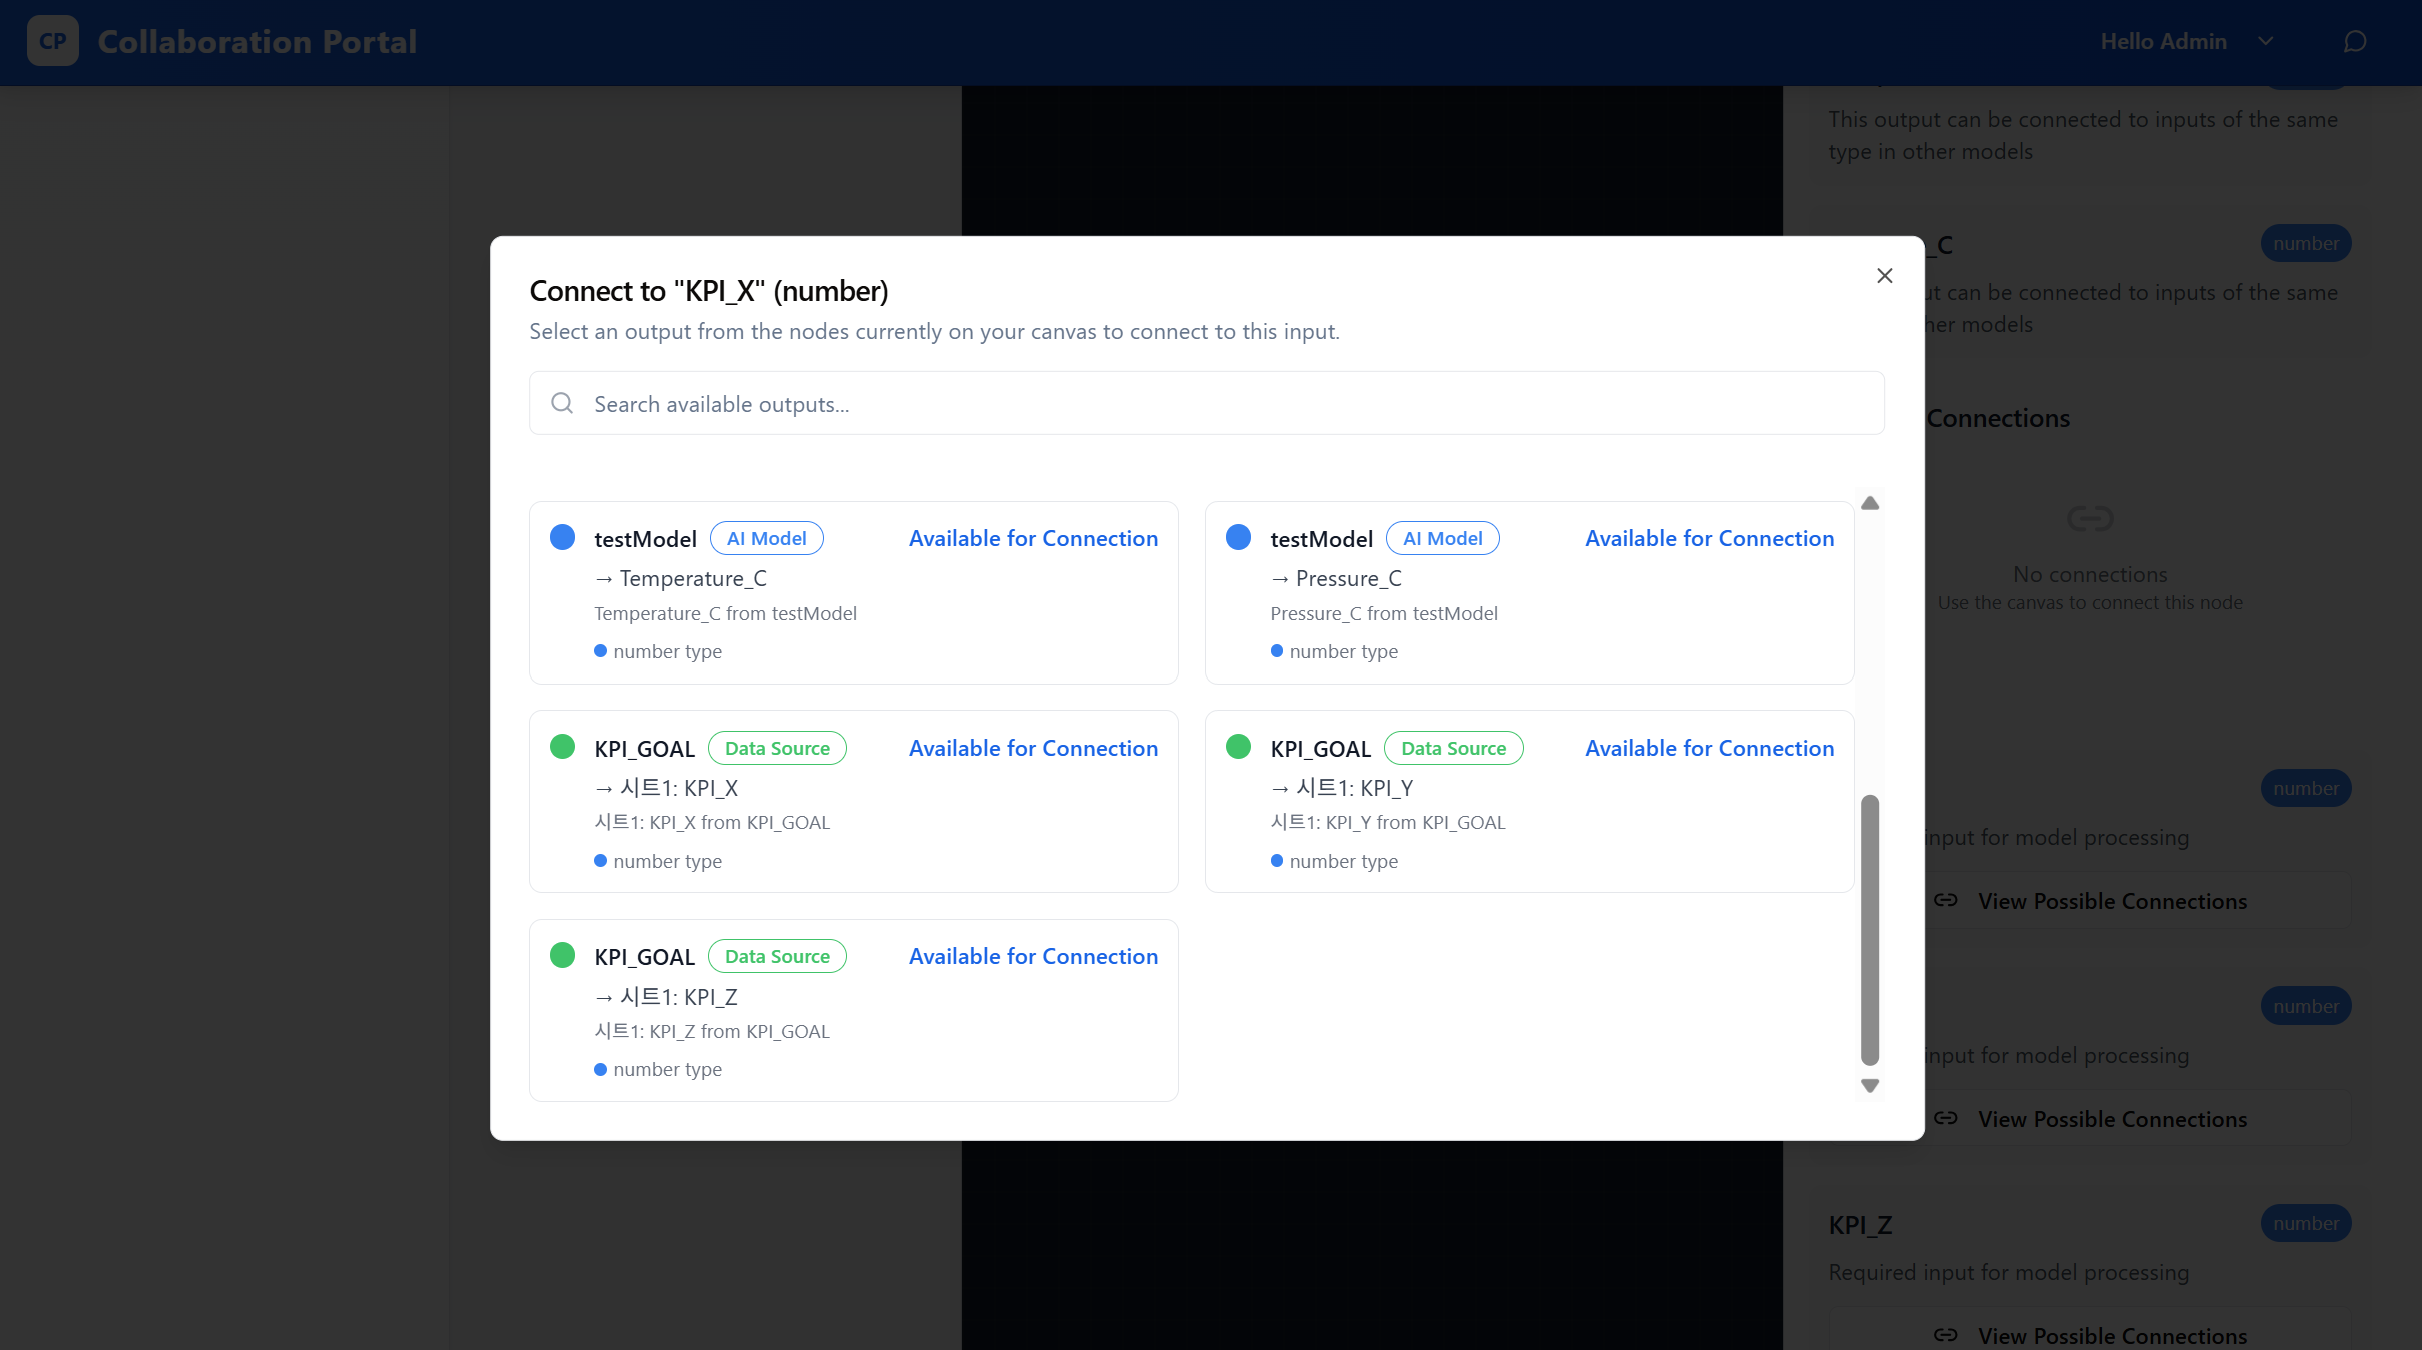 CP Collaboration Portal
Hello Admin
This output can be connected to inputs of the same
type in other models
_C
number
ut can be connected to inputs of the same
her models
Connections
No connections
Use the canvas to connect this node
number
input for model processing
View Possible Connections
number
input for model processing
View Possible Connections
KPI_Z
number
Required input for model processing
View Possible Connections
Connect to "KPI_X" (number)
Select an output from the nodes currently on your canvas to connect to this input.
Search available outputs...
testModel AI Model Available for Connection
→ Temperature_C
Temperature_C from testModel
number type
testModel AI Model Available for Connection
→ Pressure_C
Pressure_C from testModel
number type
KPI_GOAL Data Source Available for Connection
→ 시트1: KPI_X
시트1: KPI_X from KPI_GOAL
number type
KPI_GOAL Data Source Available for Connection
→ 시트1: KPI_Y
시트1: KPI_Y from KPI_GOAL
number type
KPI_GOAL Data Source Available for Connection
→ 시트1: KPI_Z
시트1: KPI_Z from KPI_GOAL
number type